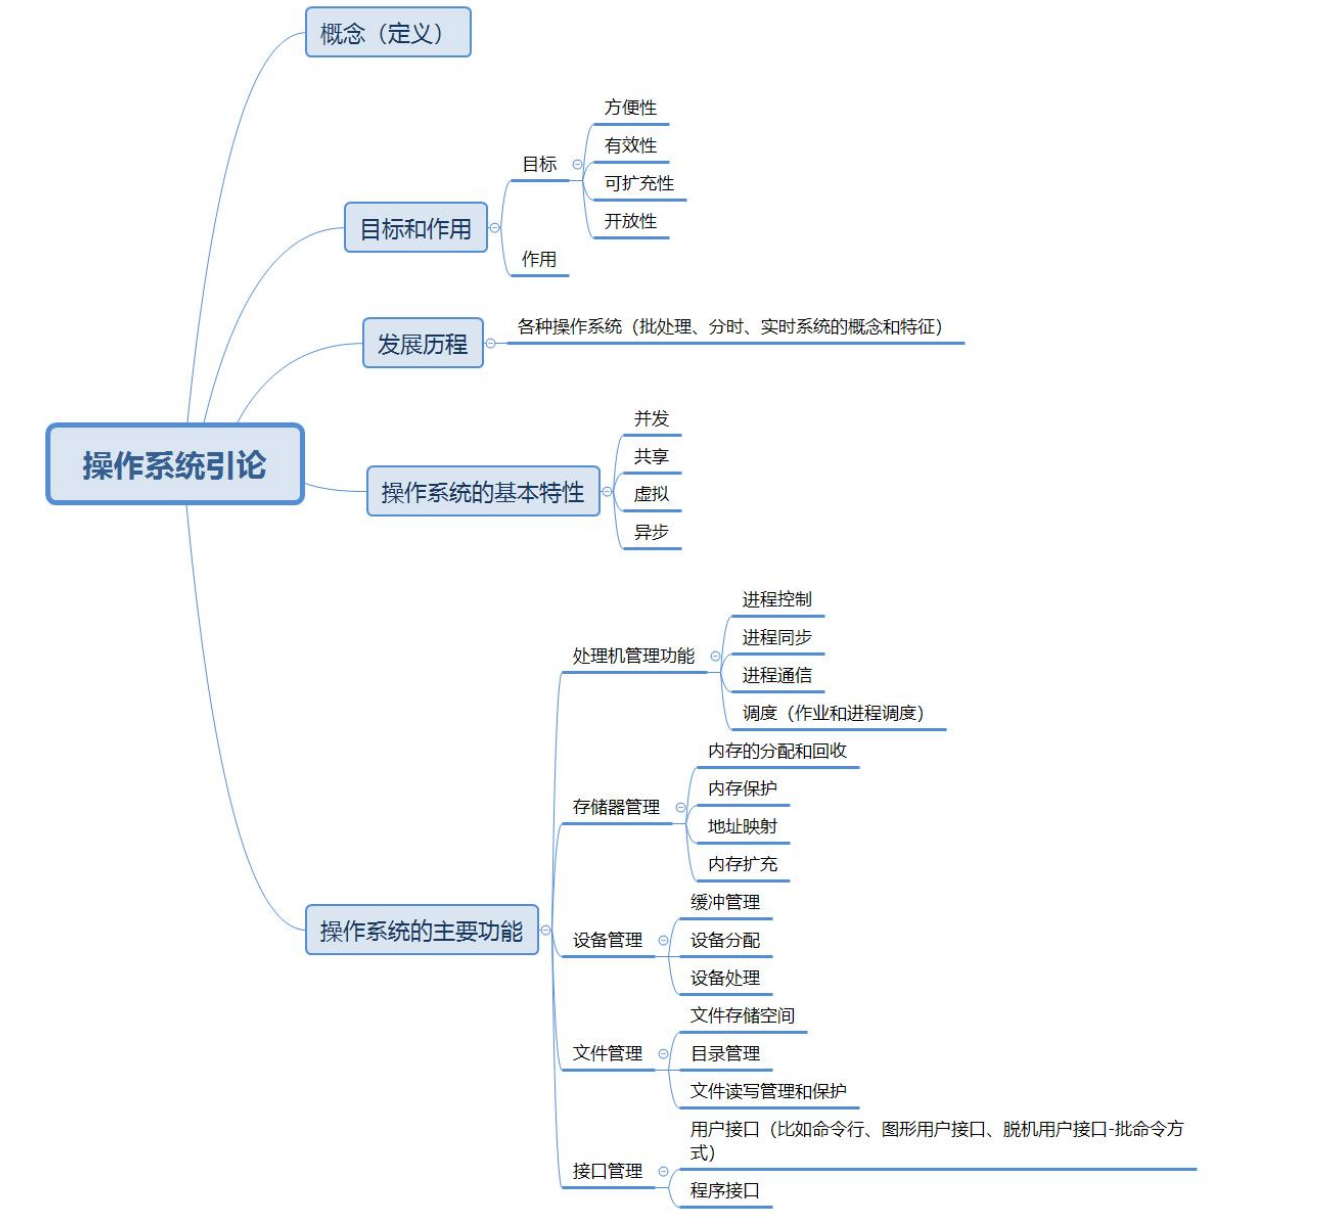 概念（定义）
方便性
有效性
目标
可扩充性
开放性
目标和作用
作用
各种操作系统（批处理、分时、实时系统的概念和特征）
发展历程
并发
共享
操作系统引论
操作系统的基本特性
虚拟
异步
进程控制
进程同步
处理机管理功能
进程通信
调度（作业和进程调度）
内存的分配和回收
内存保护
存储器管理
地址映射
内存扩充
缓冲管理
操作系统的主要功能
设备管理
设备分配
设备处理
文件存储空间
文件管理
目录管理
文件读写管理和保护
用户接口（比如命令行、图形用户接口、脱机用户接口-批命令方
式）
接口管理
程序接口